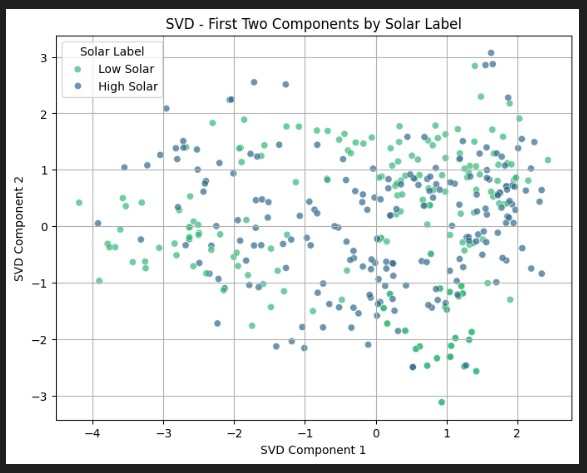 SVD - First Two Components by Solar Label
Solar Label
Low Solar
High Solar
SVD Component 2
3
2
1
0
−1
−2
−3
−4 −3 −2 −1 0 1 2
SVD Component 1